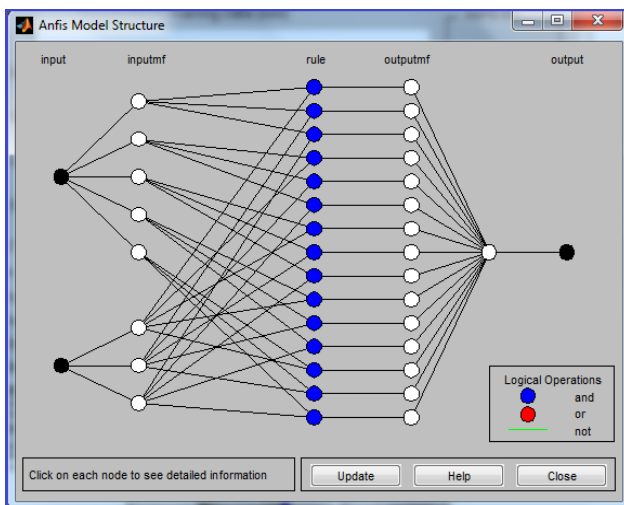 Anfis Model Structure
input inputmf rule outputmf output
Logical Operations
and
or
not
Click on each node to see detailed information
Update Help Close